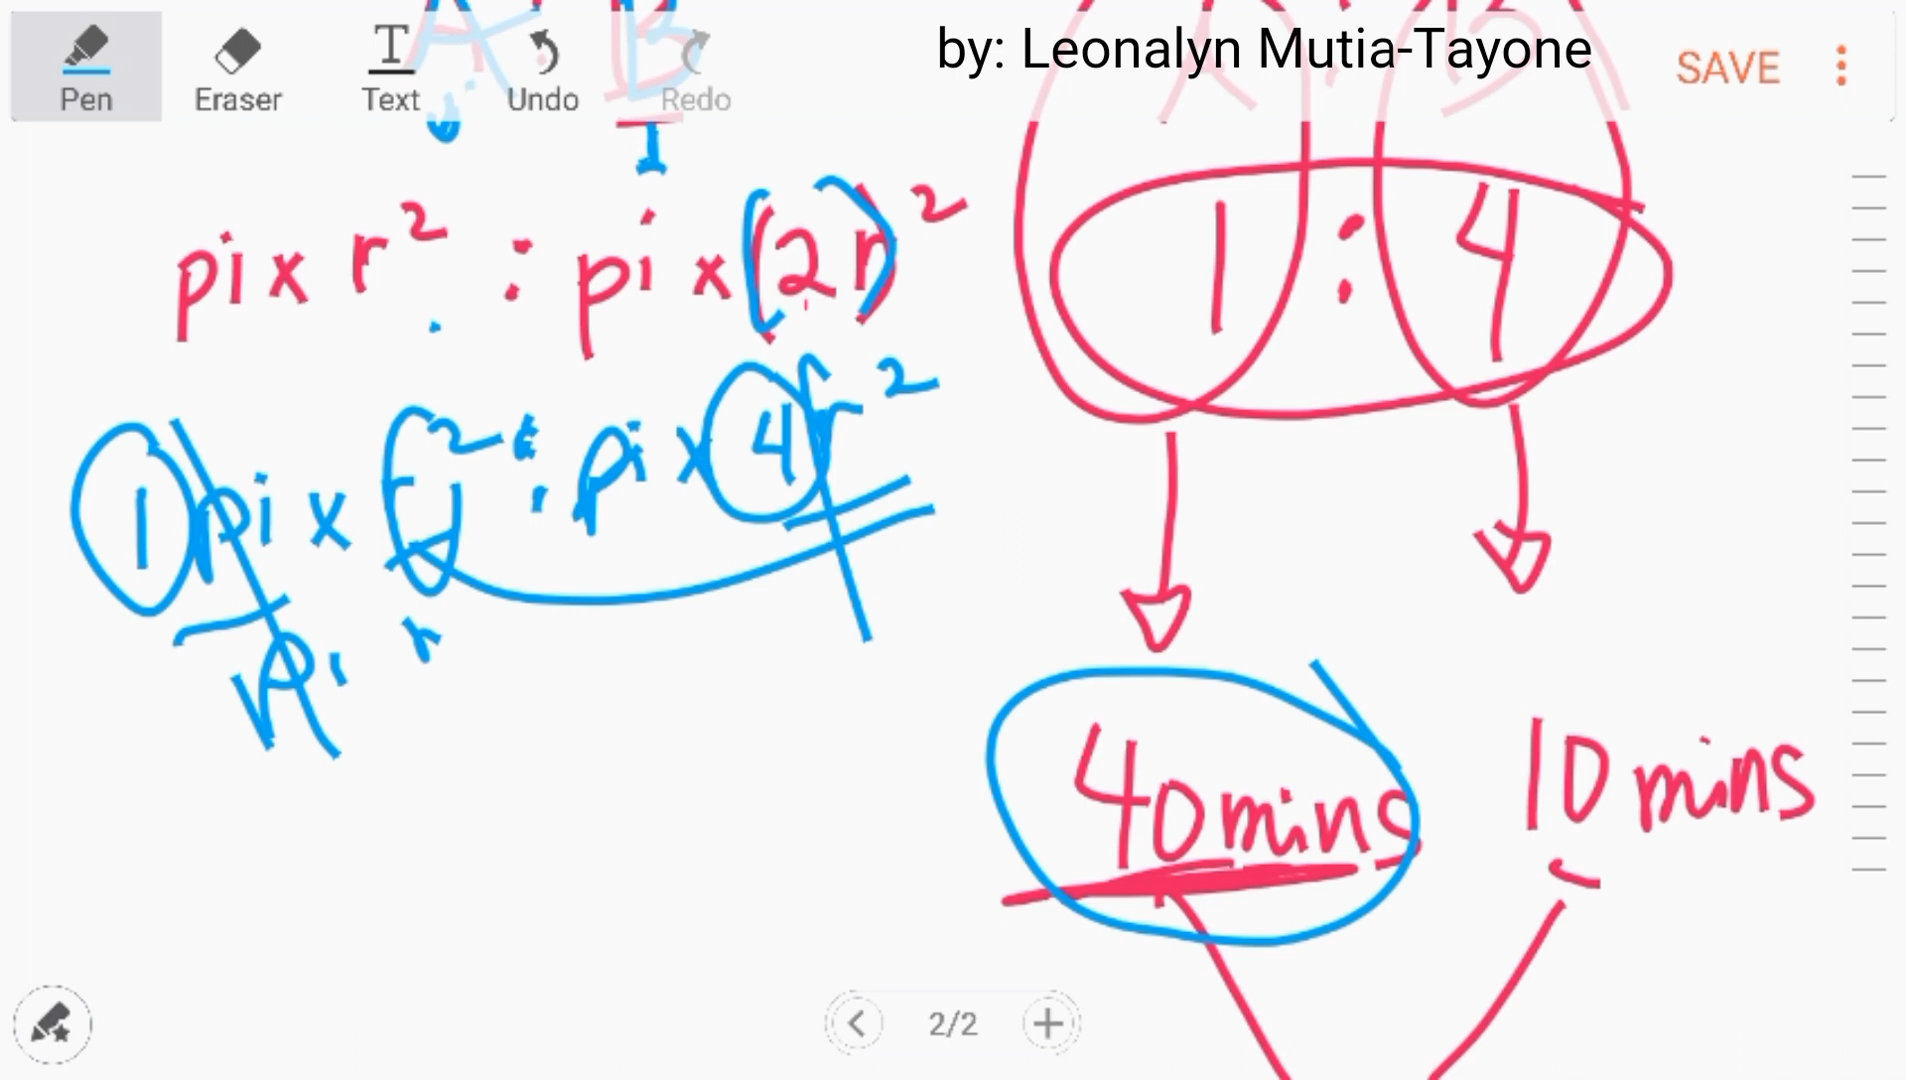 A : B
A : B
by: Leonalyn Mutia-Tayone
SAVE
Pen
Eraser
Text
Undo
Redo
pi x r² : pi x (2r)²
1 : 4
1 pi x r² : pi x 4r²
40 mins
10 mins
2/2